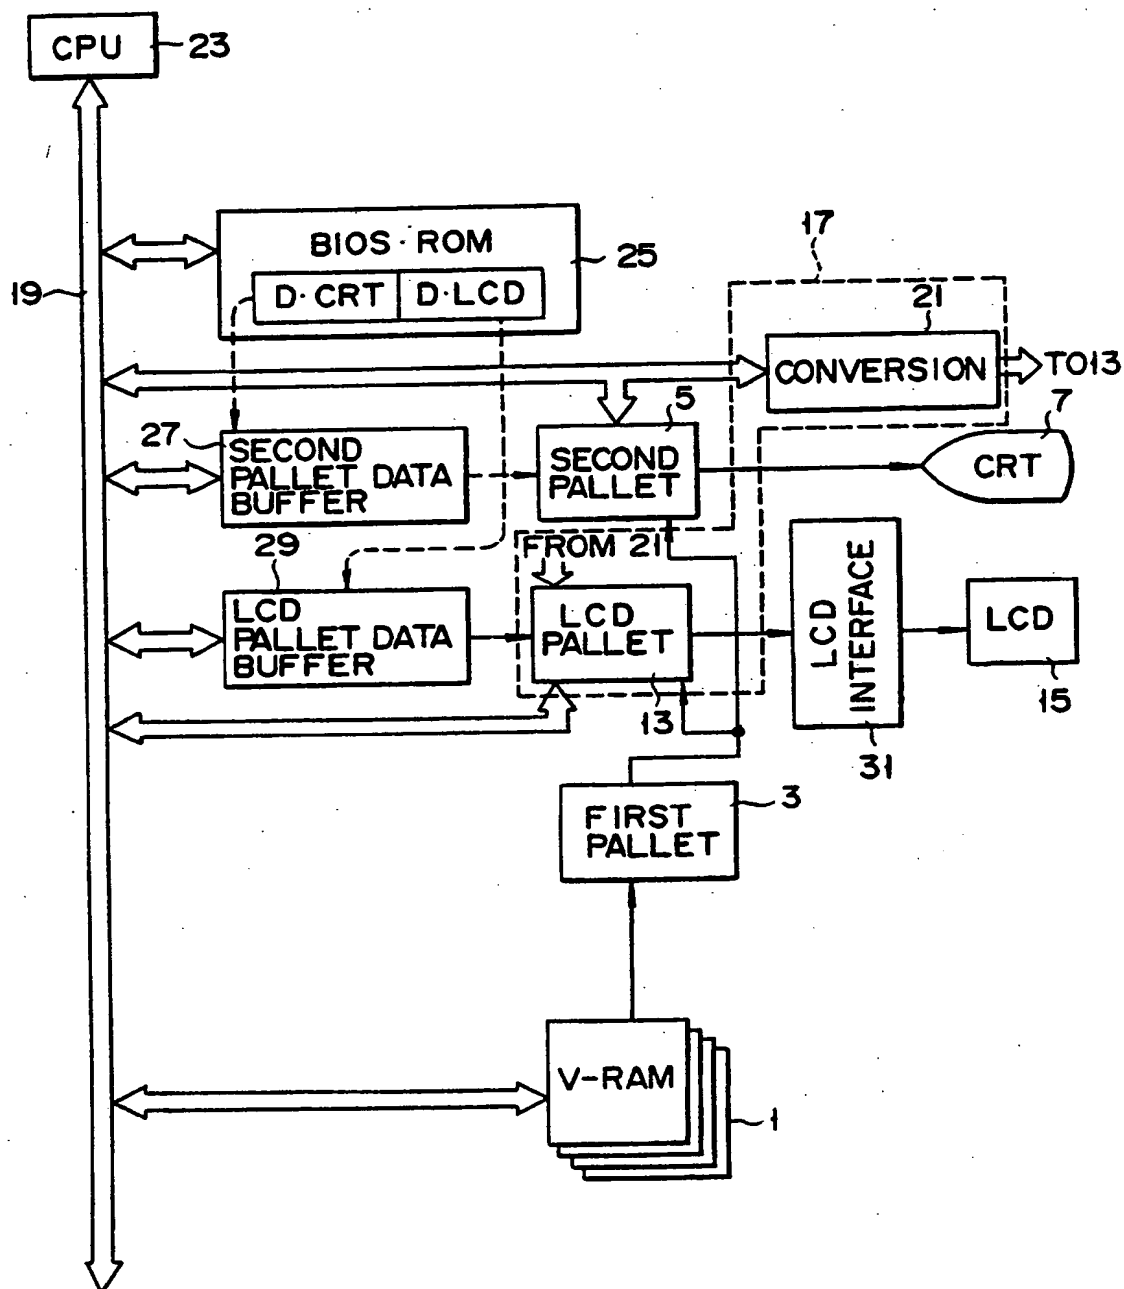 CPU
23
BIOS·ROM
25
D·CRT
D·LCD
19
17
21
CONVERSION
TO13
5
7
27
SECOND
PALLET DATA
BUFFER
SECOND
PALLET
CRT
29
FROM 21
LCD
PALLET DATA
BUFFER
LCD
PALLET
13
LCD
INTERFACE
31
LCD
15
FIRST
PALLET
3
V-RAM
1